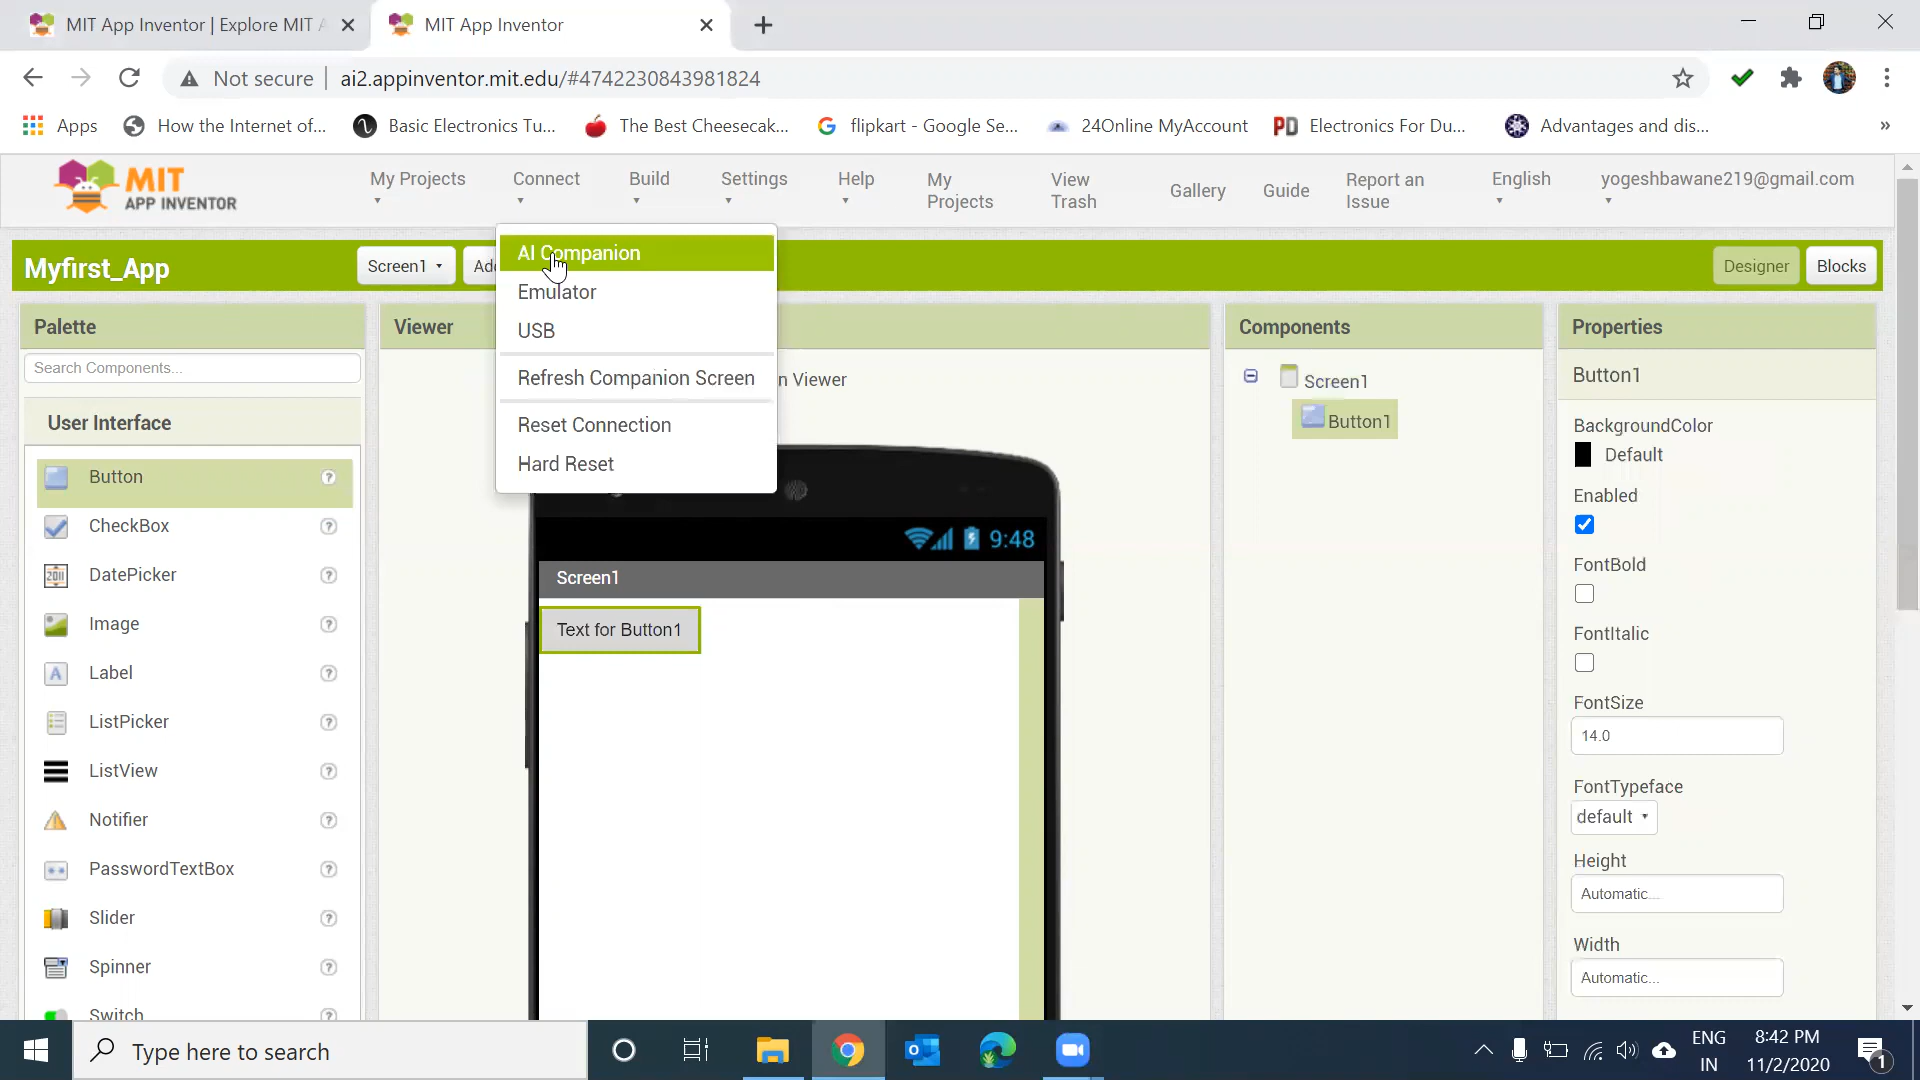 MIT App Inventor | Explore MIT A
MIT App Inventor
Not secure
ai2.appinventor.mit.edu/#4742230843981824
Apps
How the Internet of...
Basic Electronics Tu...
The Best Cheesecak...
flipkart - Google Se...
24Online MyAccount
PD
Electronics For Du...
Advantages and dis...
»
MIT
APP INVENTOR
My Projects
Connect
Build
Settings
Help
My
Projects
View
Trash
Gallery
Guide
Report an
Issue
English
yogeshbawane219@gmail.com
Myfirst_App
Screen1
Add
Designer
Blocks
AI Companion
Emulator
USB
Refresh Companion Screen
Reset Connection
Hard Reset
Palette
Search Components...
User Interface
Button
?
CheckBox
?
DatePicker
?
Image
?
Label
?
ListPicker
?
ListView
?
Notifier
?
PasswordTextBox
?
Slider
?
Spinner
?
Switch
?
Viewer
n Viewer
9:48
Screen1
Text for Button1
Components
Screen1
Button1
Properties
Button1
BackgroundColor
Default
Enabled
FontBold
FontItalic
FontSize
14.0
FontTypeface
default
Height
Automatic...
Width
Automatic...
Type here to search
ENG
IN
8:42 PM
11/2/2020
1